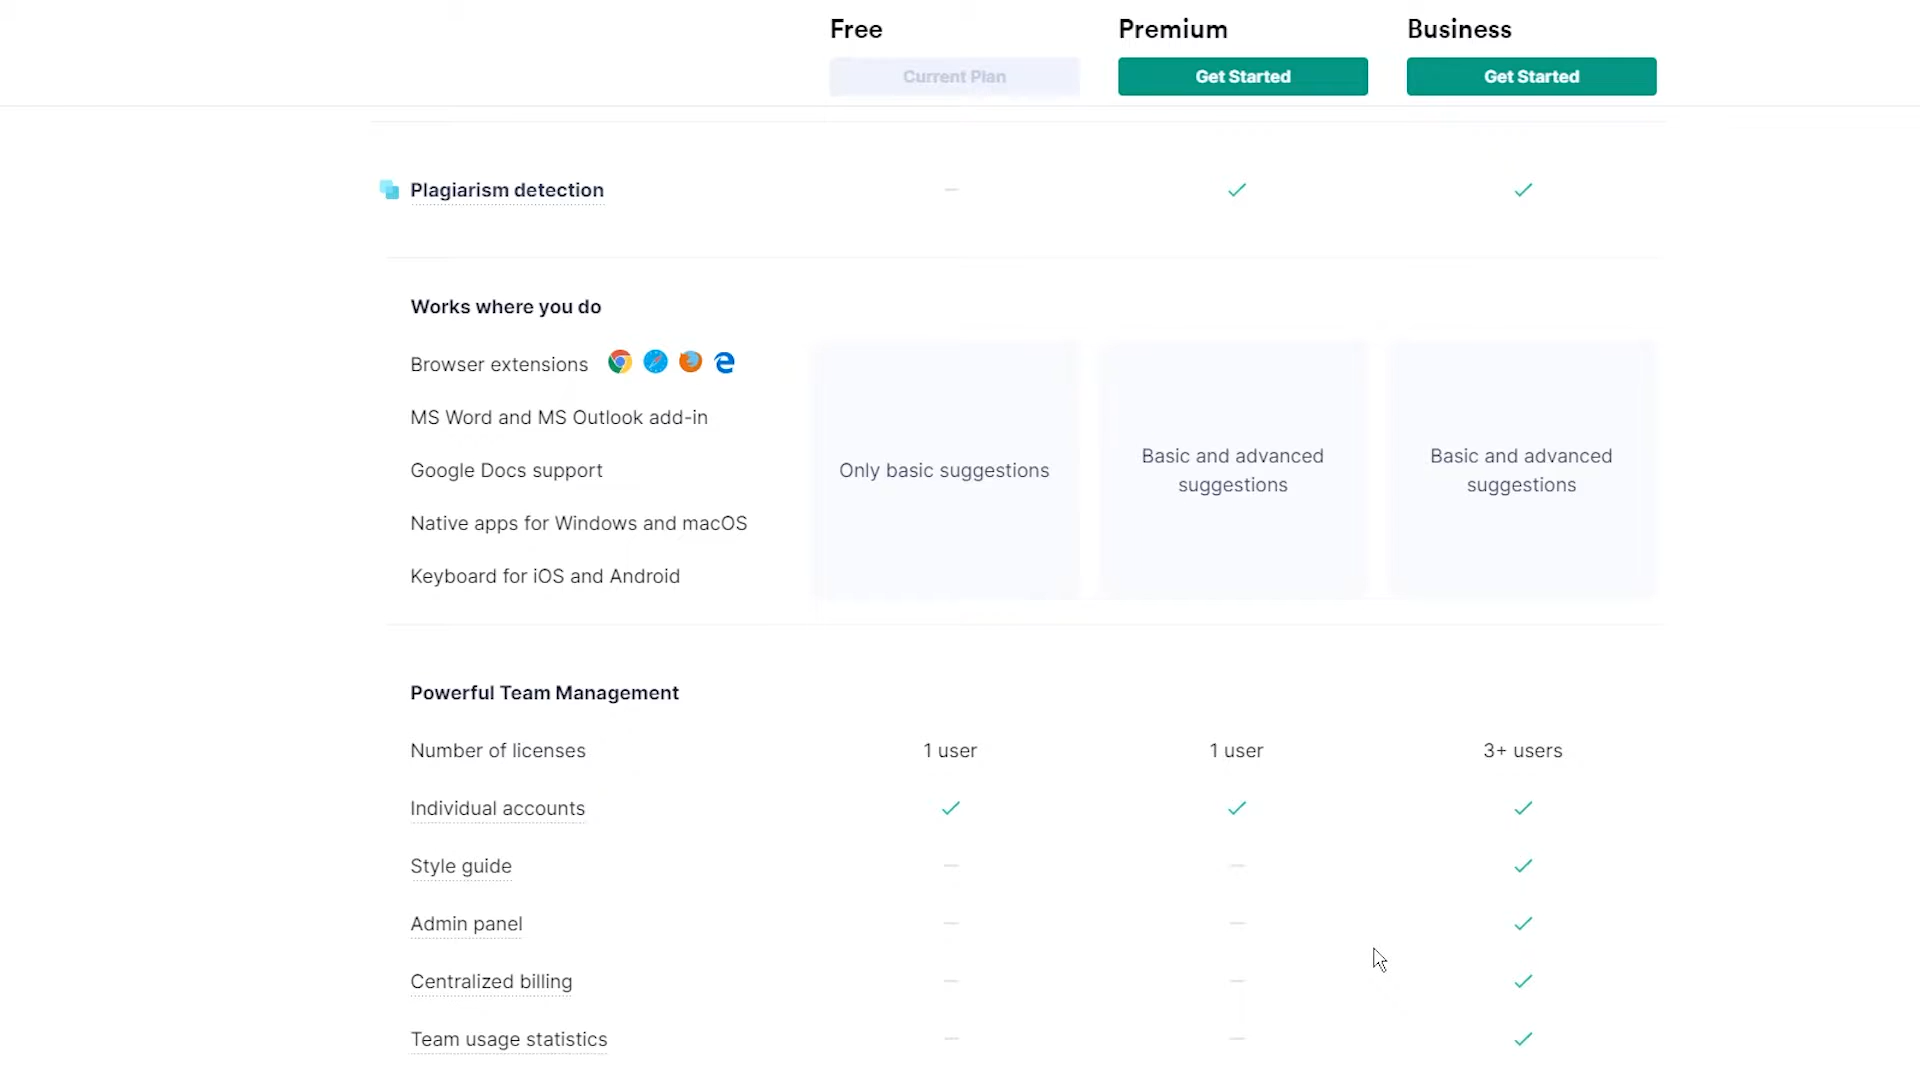 Free Premium Business
Current Plan Get Started Get Started
Plagiarism detection
Works where you do
Browser extensions
MS Word and MS Outlook add-in
Google Docs support
Native apps for Windows and macOS
Keyboard for iOS and Android
Only basic suggestions
Basic and advanced
suggestions
Basic and advanced
suggestions
Powerful Team Management
Number of licenses 1 user 1 user 3+ users
Individual accounts
Style guide
Admin panel
Centralized billing
Team usage statistics